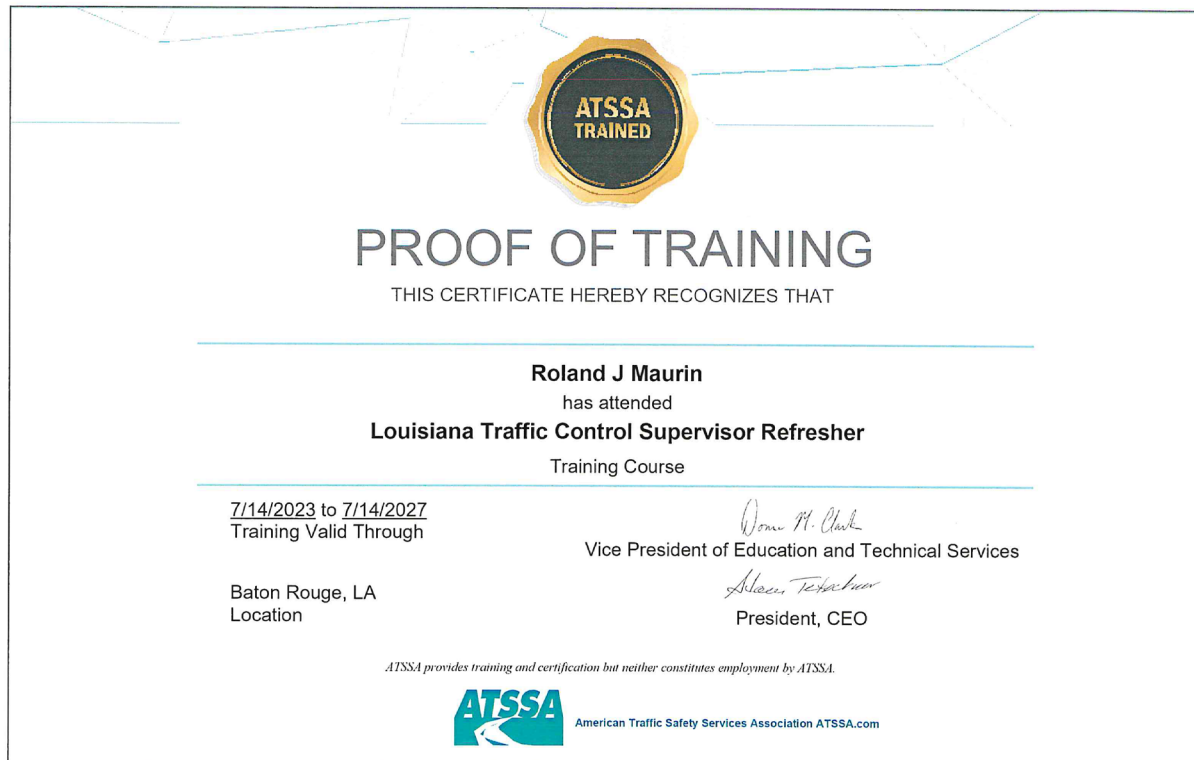 ATSSA
TRAINED
PROOF OF TRAINING
THIS CERTIFICATE HEREBY RECOGNIZES THAT
Roland J Maurin
has attended
Louisiana Traffic Control Supervisor Refresher
Training Course
7/14/2023 to 7/14/2027
Training Valid Through
Donna M. Clark
Vice President of Education and Technical Services
Baton Rouge, LA
Location
President, CEO
ATSSA provides training and certification but neither constitutes employment by ATSSA.
ATSSA
American Traffic Safety Services Association ATSSA.com